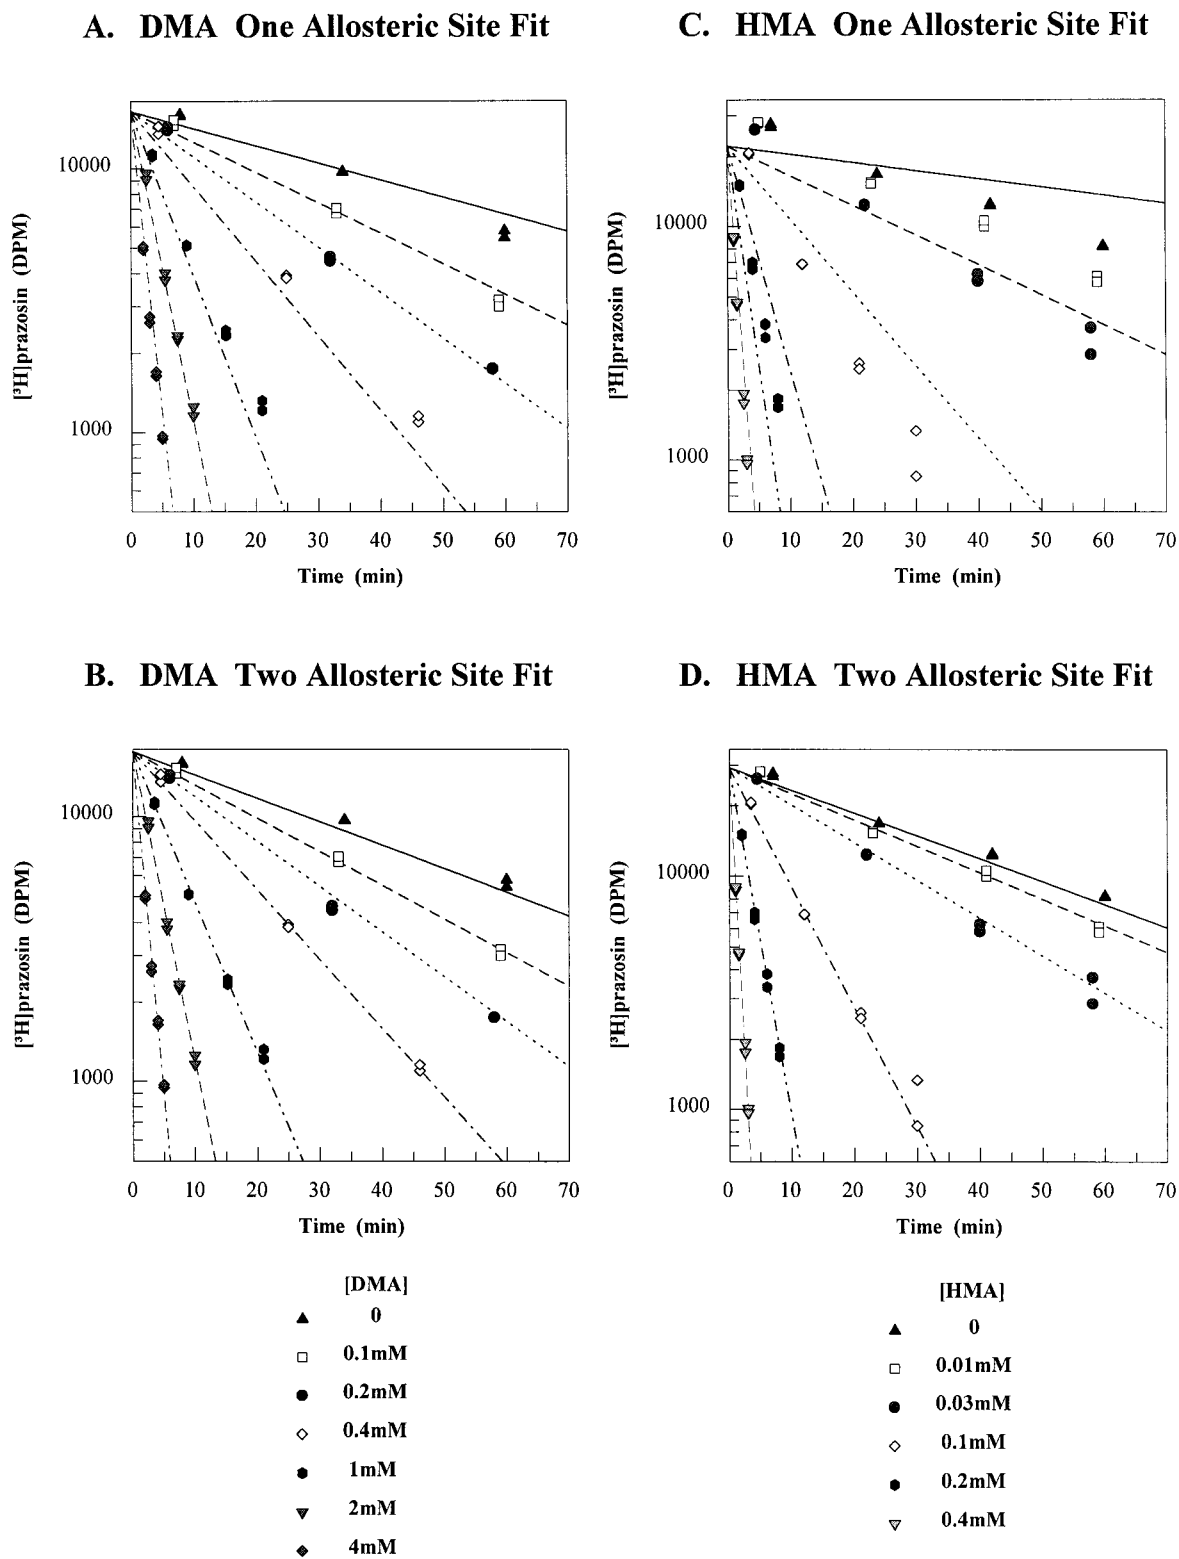 A. DMA One Allosteric Site Fit
[³H]prazosin (DPM)
10000
1000
0 10 20 30 40 50 60 70
Time (min)
C. HMA One Allosteric Site Fit
[³H]prazosin (DPM)
10000
1000
0 10 20 30 40 50 60 70
Time (min)
B. DMA Two Allosteric Site Fit
[³H]prazosin (DPM)
10000
1000
0 10 20 30 40 50 60 70
Time (min)
D. HMA Two Allosteric Site Fit
[³H]prazosin (DPM)
10000
1000
0 10 20 30 40 50 60 70
Time (min)
[DMA]
0
0.1mM
0.2mM
0.4mM
1mM
2mM
4mM
[HMA]
0
0.01mM
0.03mM
0.1mM
0.2mM
0.4mM